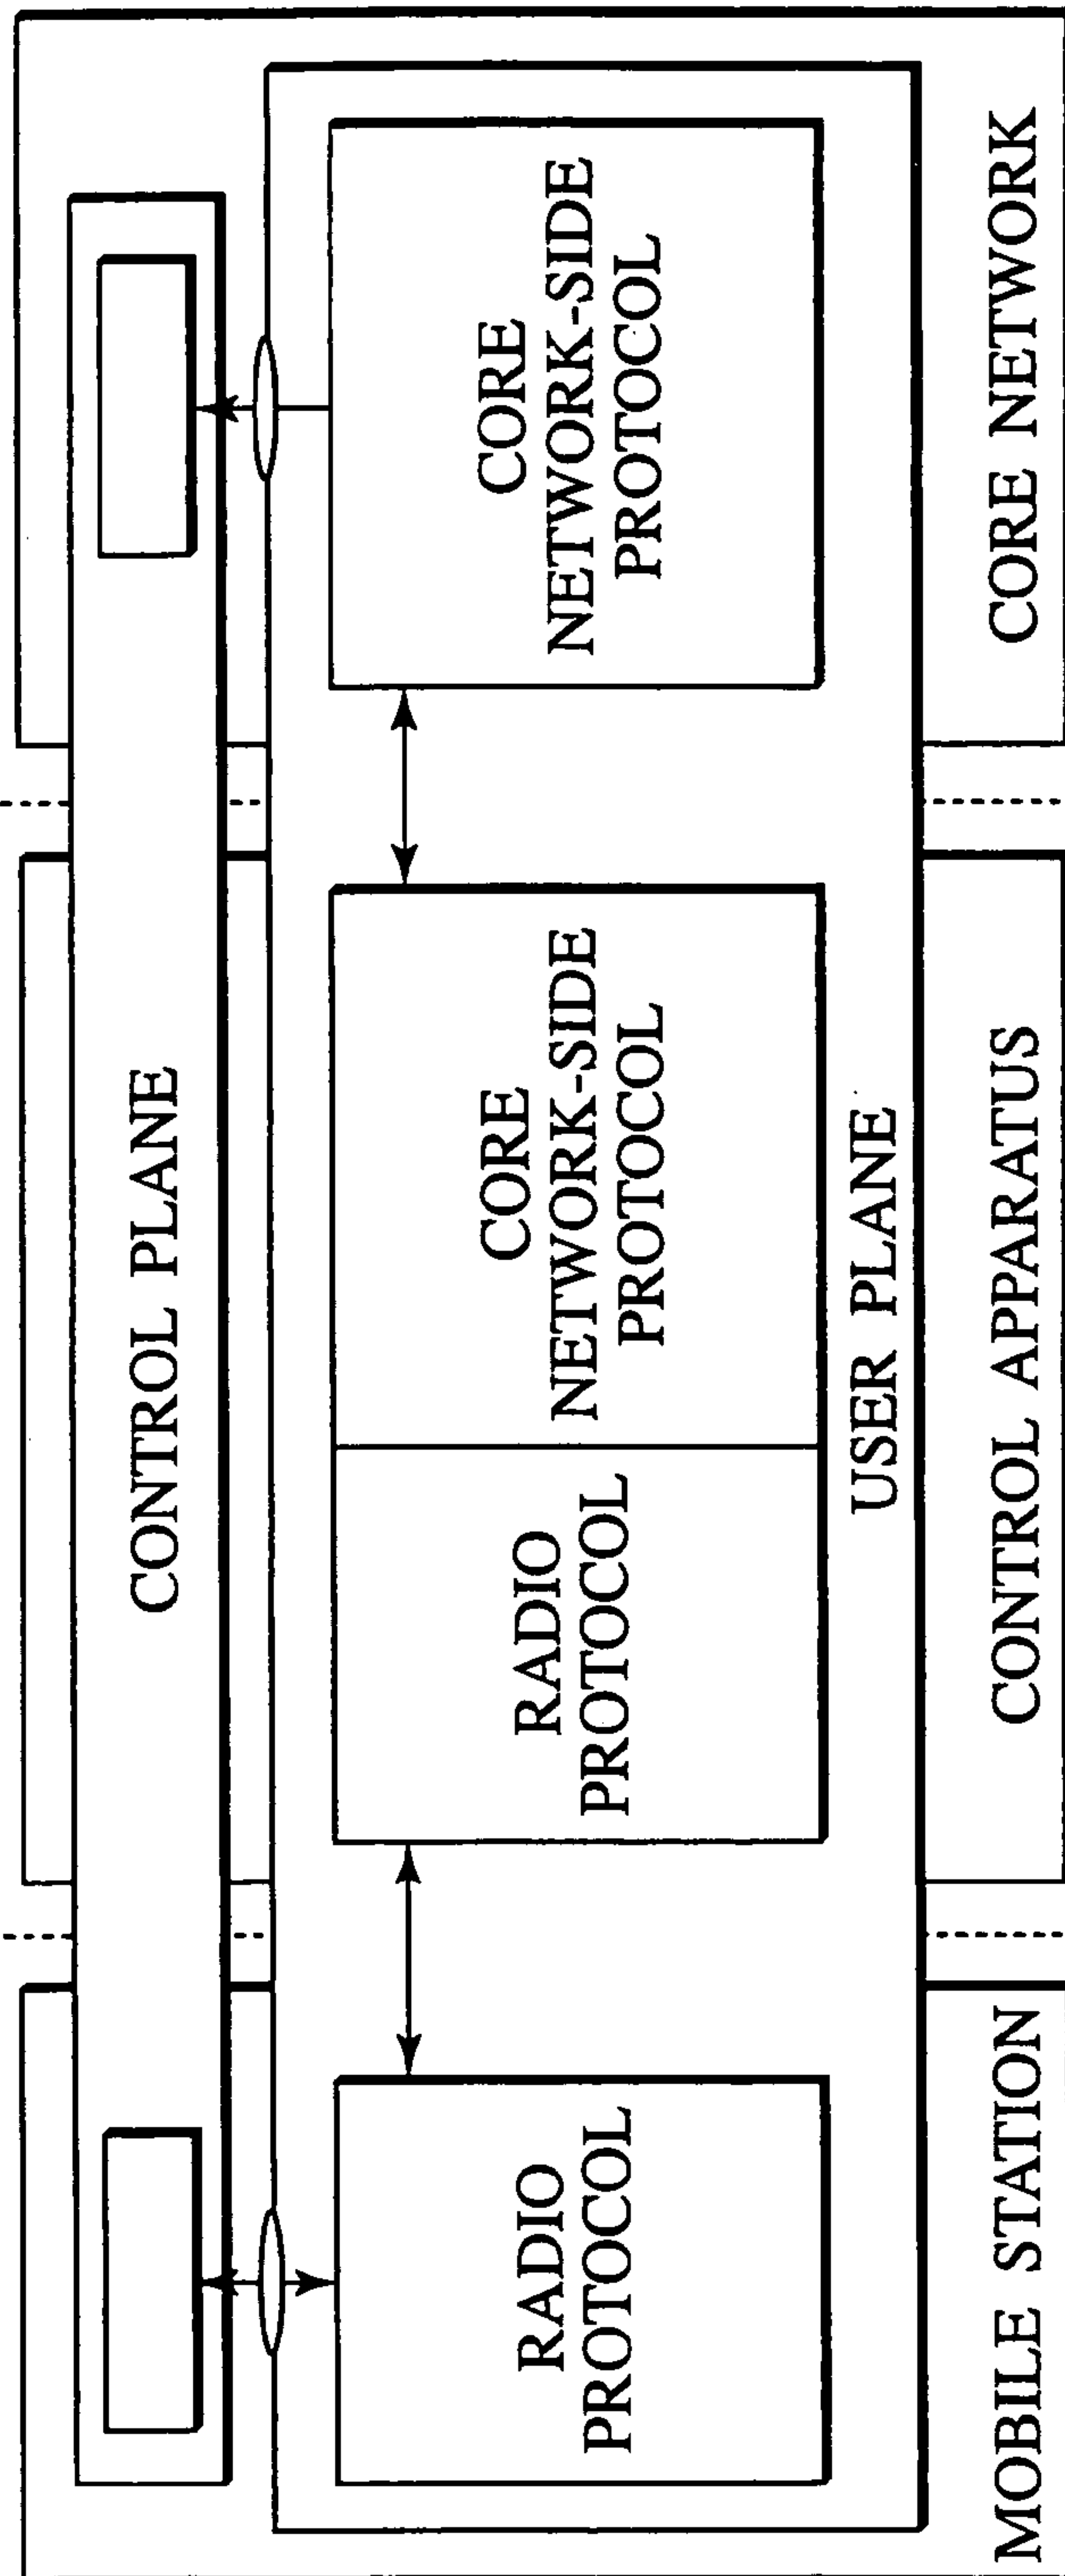 CONTROL PLANE
RADIO
PROTOCOL
RADIO
PROTOCOL
CORE
NETWORK-SIDE
PROTOCOL
CORE
NETWORK-SIDE
PROTOCOL
USER PLANE
MOBILE STATION
CONTROL APPARATUS
CORE NETWORK